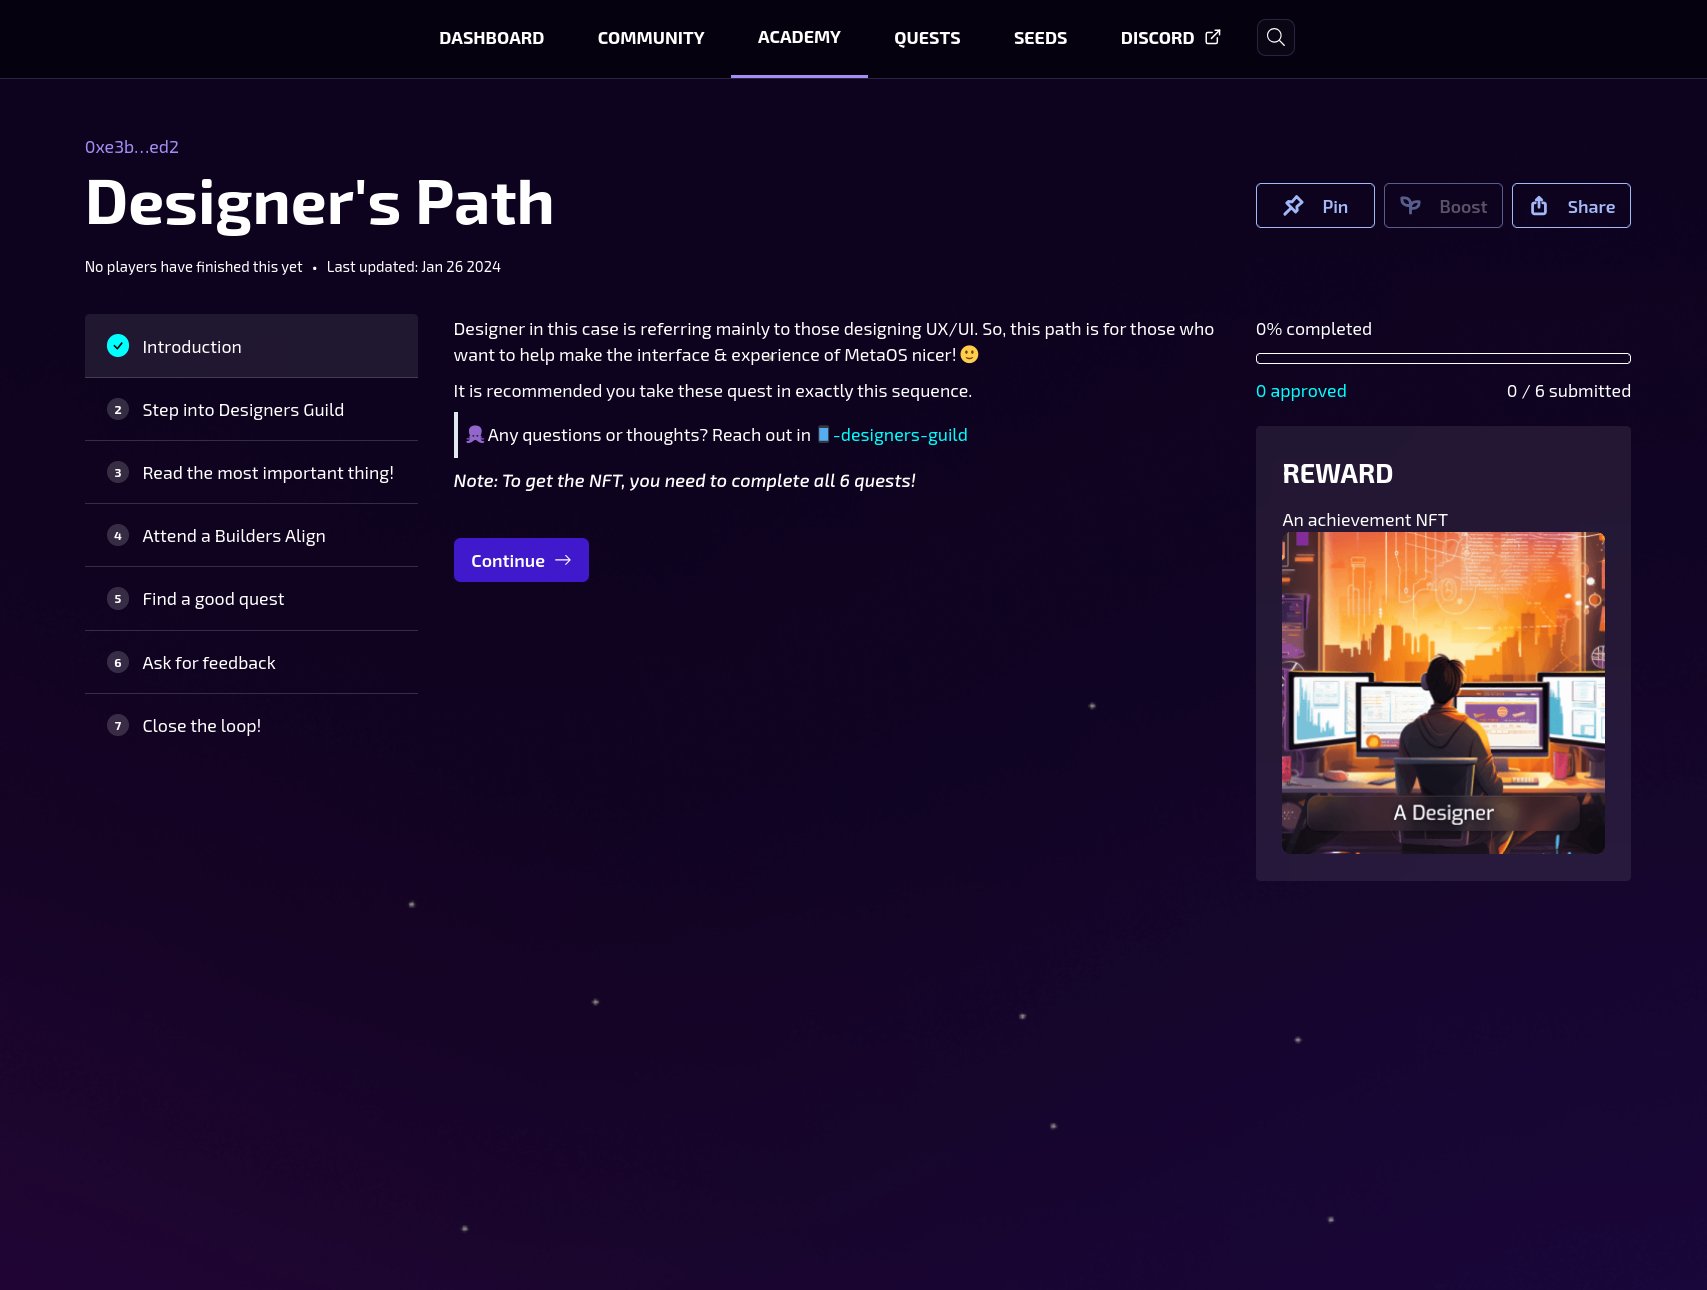 DASHBOARD COMMUNITY ACADEMY QUESTS SEEDS DISCORD
0xe3b...ed2
Designer's Path
Pin Boost Share
No players have finished this yet • Last updated: Jan 26 2024
Introduction
2 Step into Designers Guild
3 Read the most important thing!
4 Attend a Builders Align
5 Find a good quest
6 Ask for feedback
7 Close the loop!
Designer in this case is referring mainly to those designing UX/UI. So, this path is for those who
want to help make the interface & experience of MetaOS nicer! 🙂
It is recommended you take these quest in exactly this sequence.
Any questions or thoughts? Reach out in -designers-guild
Note: To get the NFT, you need to complete all 6 quests!
Continue →
0% completed
0 approved 0 / 6 submitted
REWARD
An achievement NFT
A Designer